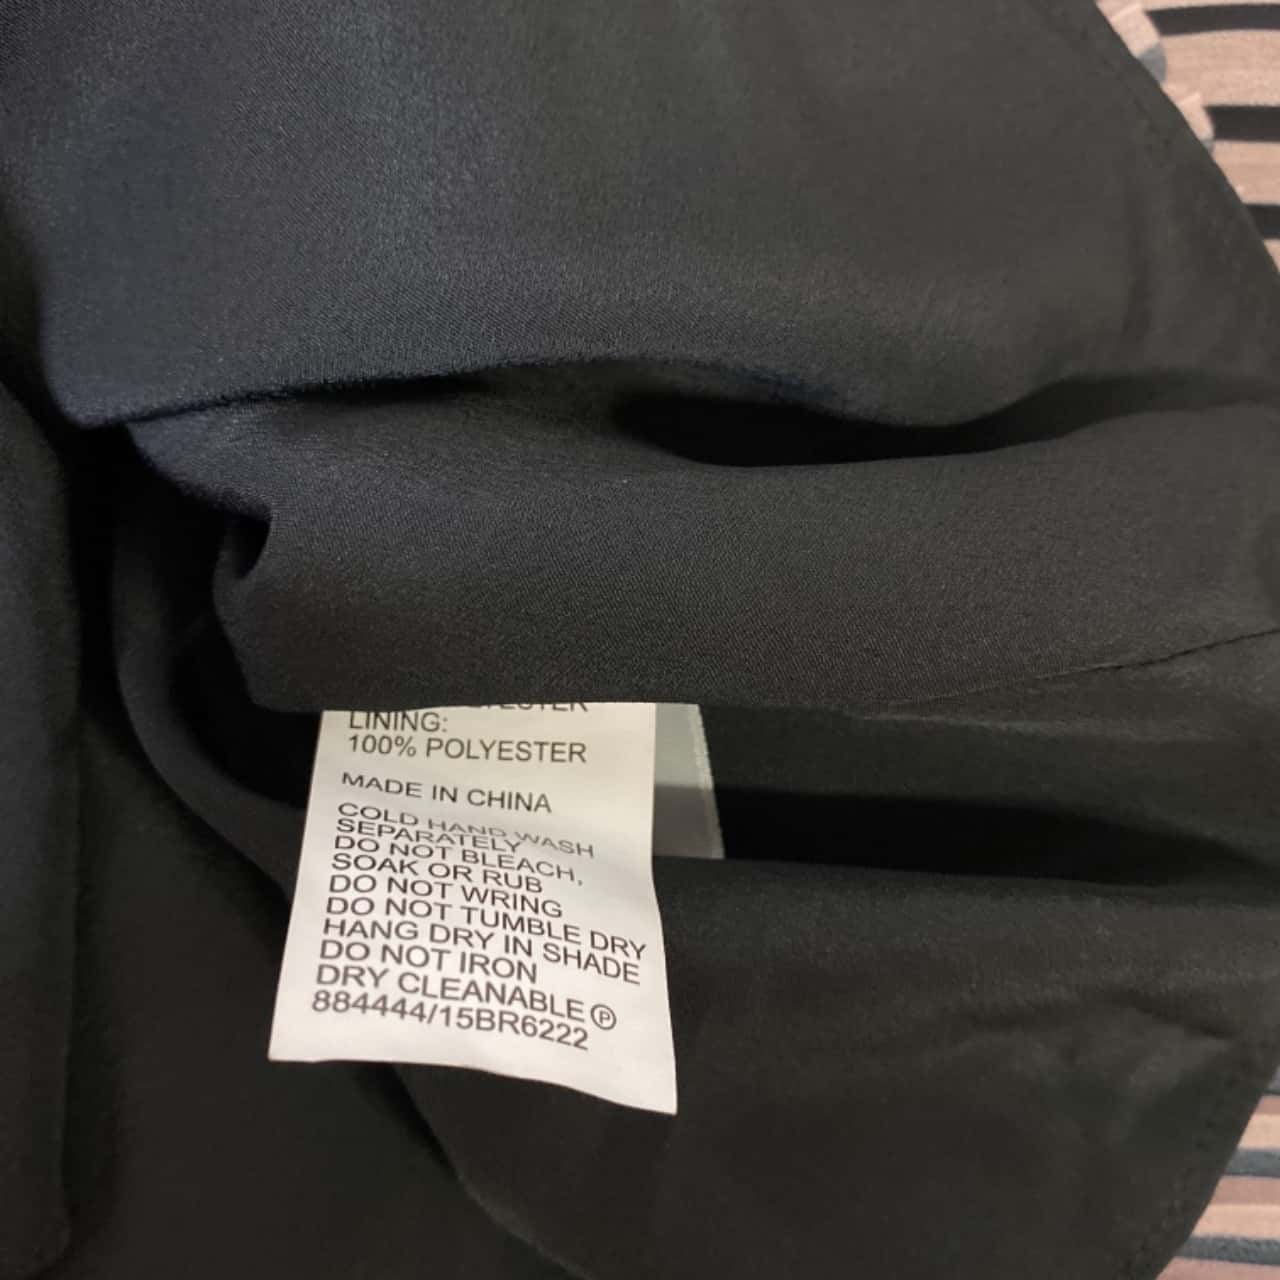 LINING:
100% POLYESTER
MADE IN CHINA
COLD HAND WASH
SEPARATELY
DO NOT BLEACH,
SOAK OR RUB
DO NOT WRING
DO NOT TUMBLE DRY
HANG DRY IN SHADE
DO NOT IRON
DRY CLEANABLE Ⓟ
884444/15BR6222